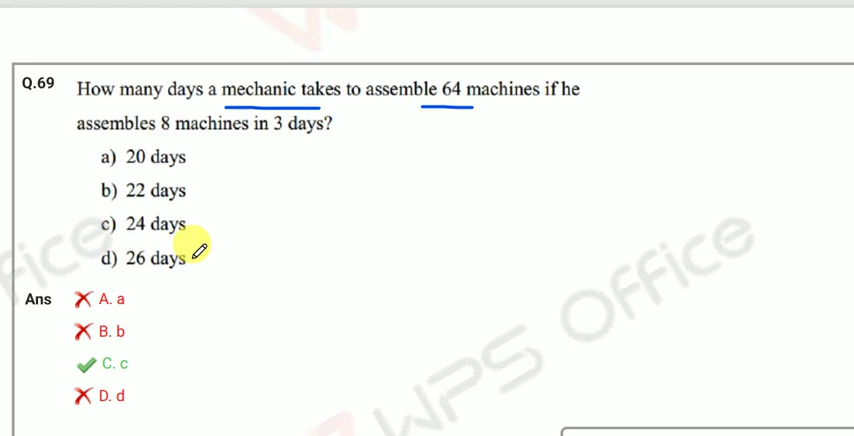 Q.69 How many days a mechanic takes to assemble 64 machines if he
assembles 8 machines in 3 days?
a) 20 days
b) 22 days
c) 24 days
d) 26 days
Ans A. a
B. b
C. c
D. d
fice
WPS Office